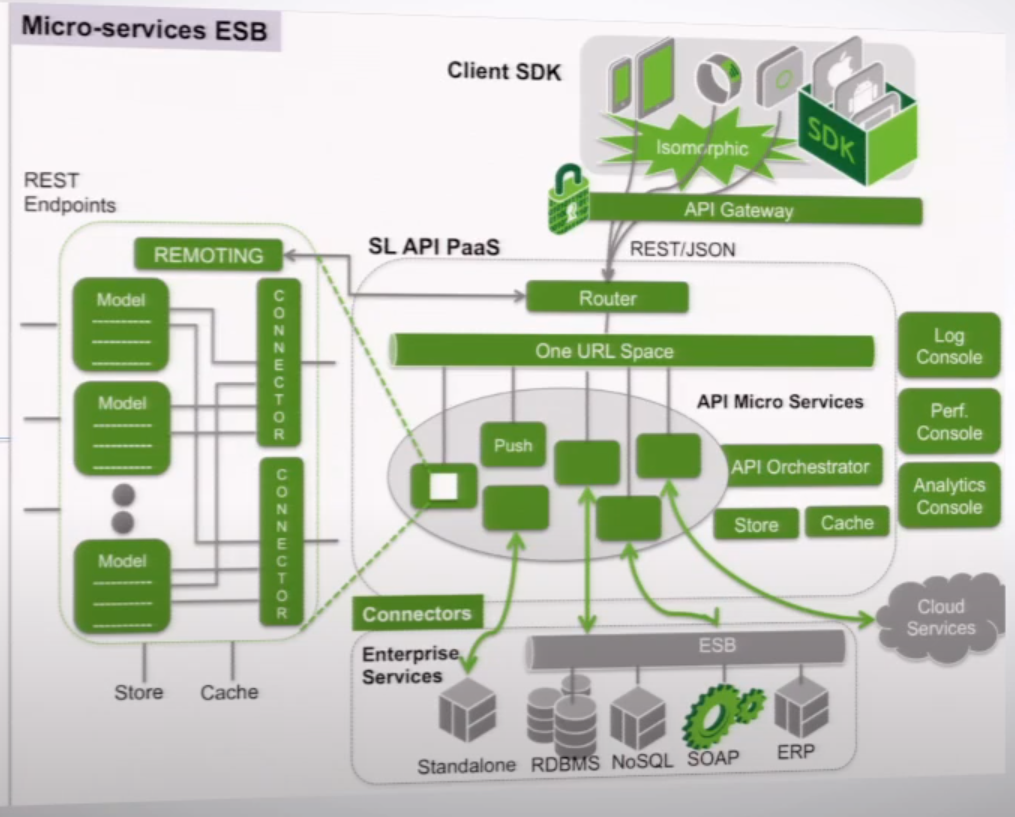 Micro-services ESB
Client SDK
SDK
Isomorphic
API Gateway
REST
Endpoints
REMOTING
SL API PaaS
REST/JSON
Router
Model
CONNECTOR
One URL Space
Log
Console
Model
API Micro Services
Perf.
Console
Push
API Orchestrator
Analytics
Console
Store
Cache
CONNECTOR
Model
Connectors
Cloud
Services
Enterprise
Services
ESB
Store
Cache
Standalone
RDBMS
NoSQL
SOAP
ERP